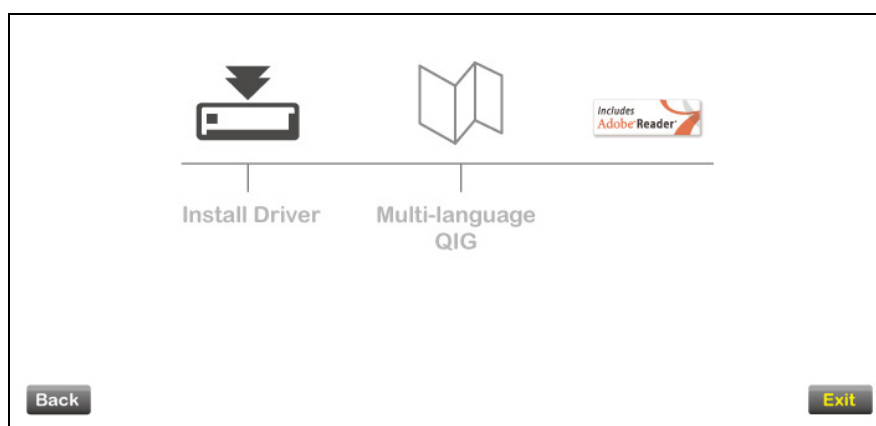 Includes
Adobe Reader
Install Driver
Multi-language
QIG
Back
Exit